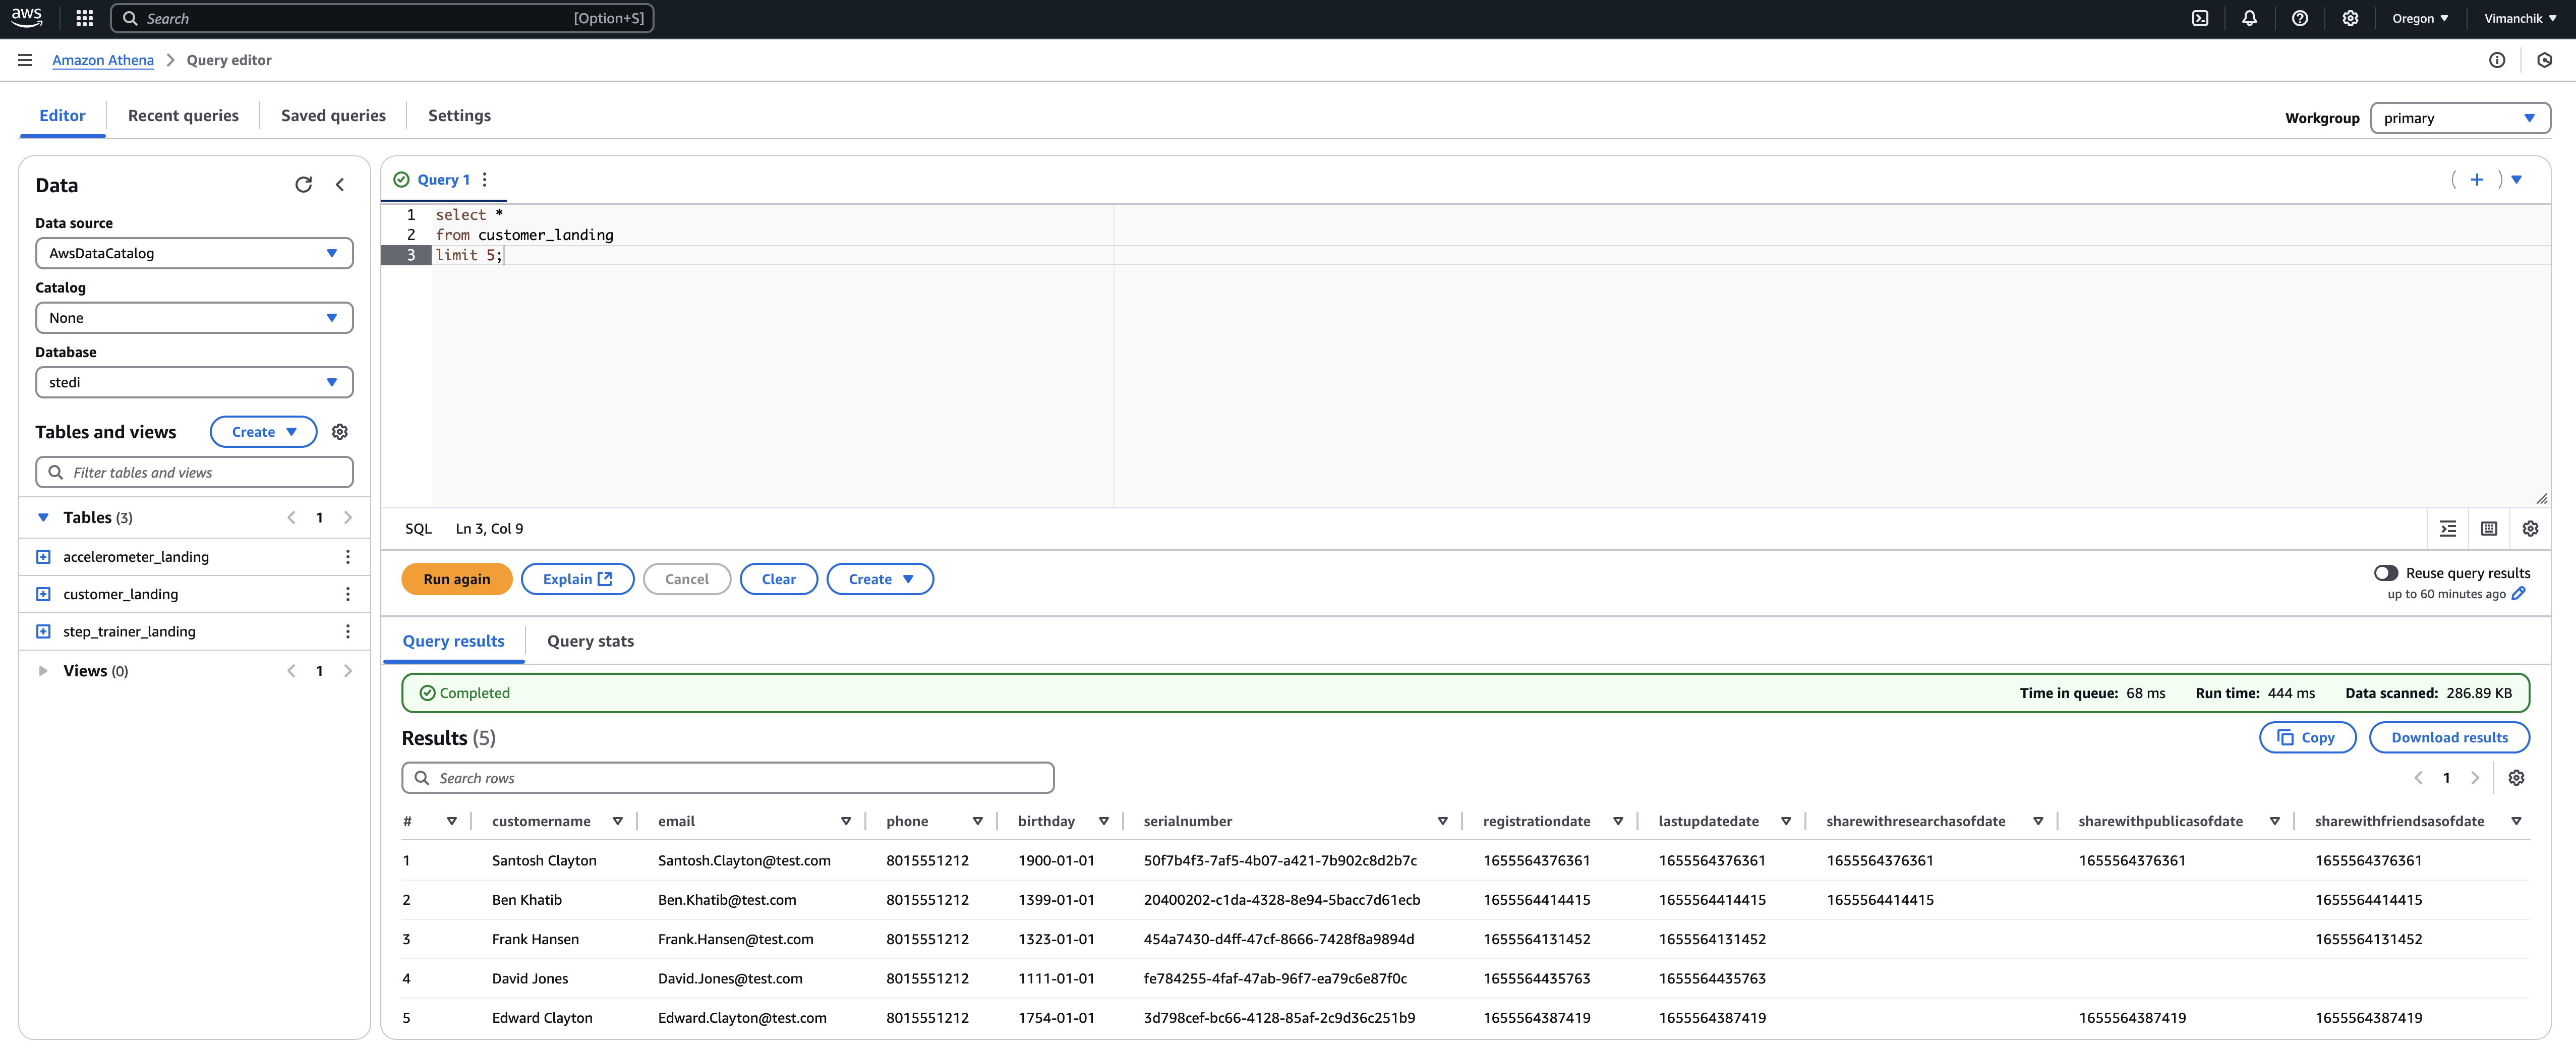 aws Search [Option+S] Oregon Vimanchik
Amazon Athena Query editor
Editor Recent queries Saved queries Settings Workgroup primary
Data
Data source
AwsDataCatalog
Catalog
None
Database
stedi
Tables and views Create
Filter tables and views
Tables (3) 1
accelerometer_landing
customer_landing
step_trainer_landing
Views (0) 1
Query 1
1 select *
2 from customer_landing
3 limit 5;
SQL Ln 3, Col 9
Run again Explain Cancel Clear Create Reuse query results
up to 60 minutes ago
Query results Query stats
Completed Time in queue: 68 ms Run time: 444 ms Data scanned: 286.89 KB
Results (5) Copy Download results
Search rows 1
# customername email phone birthday serialnumber registrationdate lastupdatedate sharewithresearchasofdate sharewithpublicasofdate sharewithfriendsasofdate
1 Santosh Clayton Santosh.Clayton@test.com 8015551212 1900-01-01 50f7b4f3-7af5-4b07-a421-7b902c8d2b7c 1655564376361 1655564376361 1655564376361 1655564376361 1655564376361
2 Ben Khatib Ben.Khatib@test.com 8015551212 1399-01-01 20400202-c1da-4328-8e94-5bacc7d61ecb 1655564414415 1655564414415 1655564414415 1655564414415
3 Frank Hansen Frank.Hansen@test.com 8015551212 1323-01-01 454a7430-d4ff-47cf-8666-7428f8a9894d 1655564131452 1655564131452 1655564131452
4 David Jones David.Jones@test.com 8015551212 1111-01-01 fe784255-4faf-47ab-96f7-ea79c6e87f0c 1655564435763 1655564435763
5 Edward Clayton Edward.Clayton@test.com 8015551212 1754-01-01 3d798cef-bc66-4128-85af-2c9d36c251b9 1655564387419 1655564387419 1655564387419 1655564387419